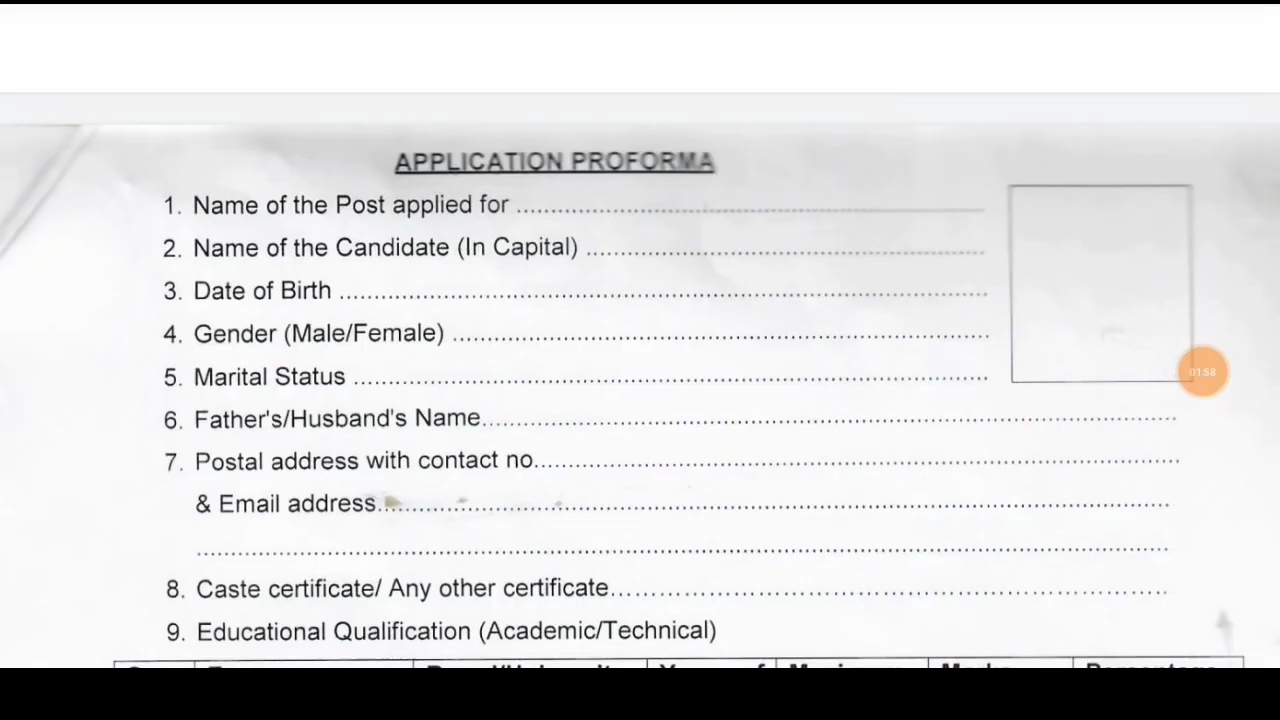 APPLICATION PROFORMA
1. Name of the Post applied for ................................................................
2. Name of the Candidate (In Capital) ................................................................
3. Date of Birth ................................................................
4. Gender (Male/Female) ................................................................
5. Marital Status ................................................................
01:58
6. Father's/Husband's Name................................................................
7. Postal address with contact no................................................................
& Email address................................................................
................................................................
8. Caste certificate/ Any other certificate................................................................
9. Educational Qualification (Academic/Technical)